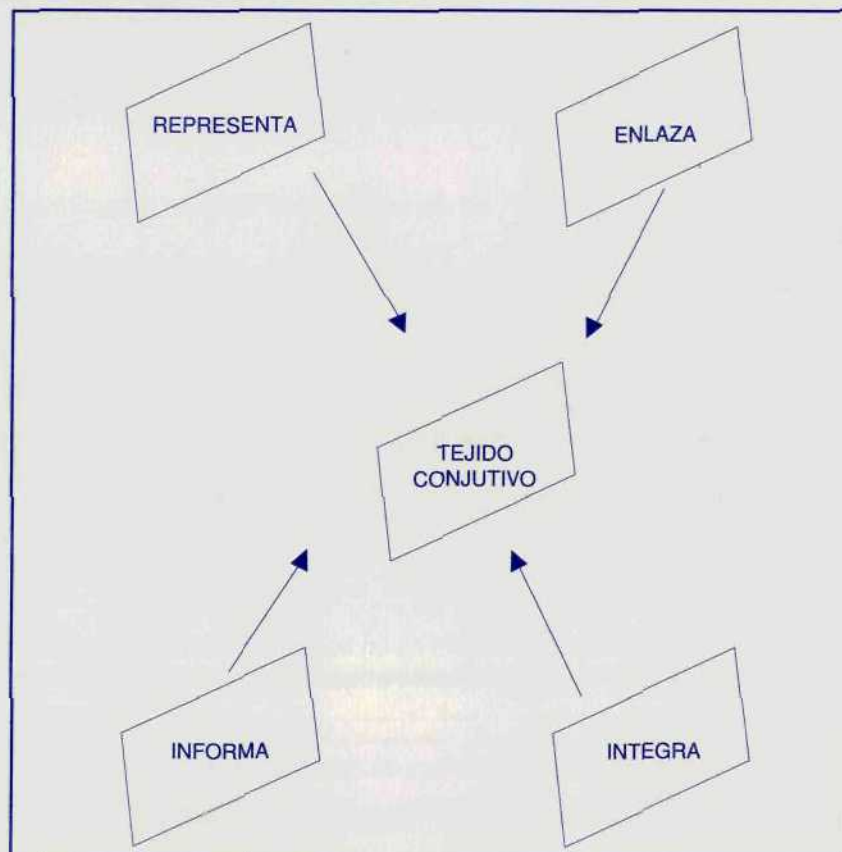 REPRESENTA
ENLAZA
TEJIDO
CONJUTIVO
INFORMA
INTEGRA